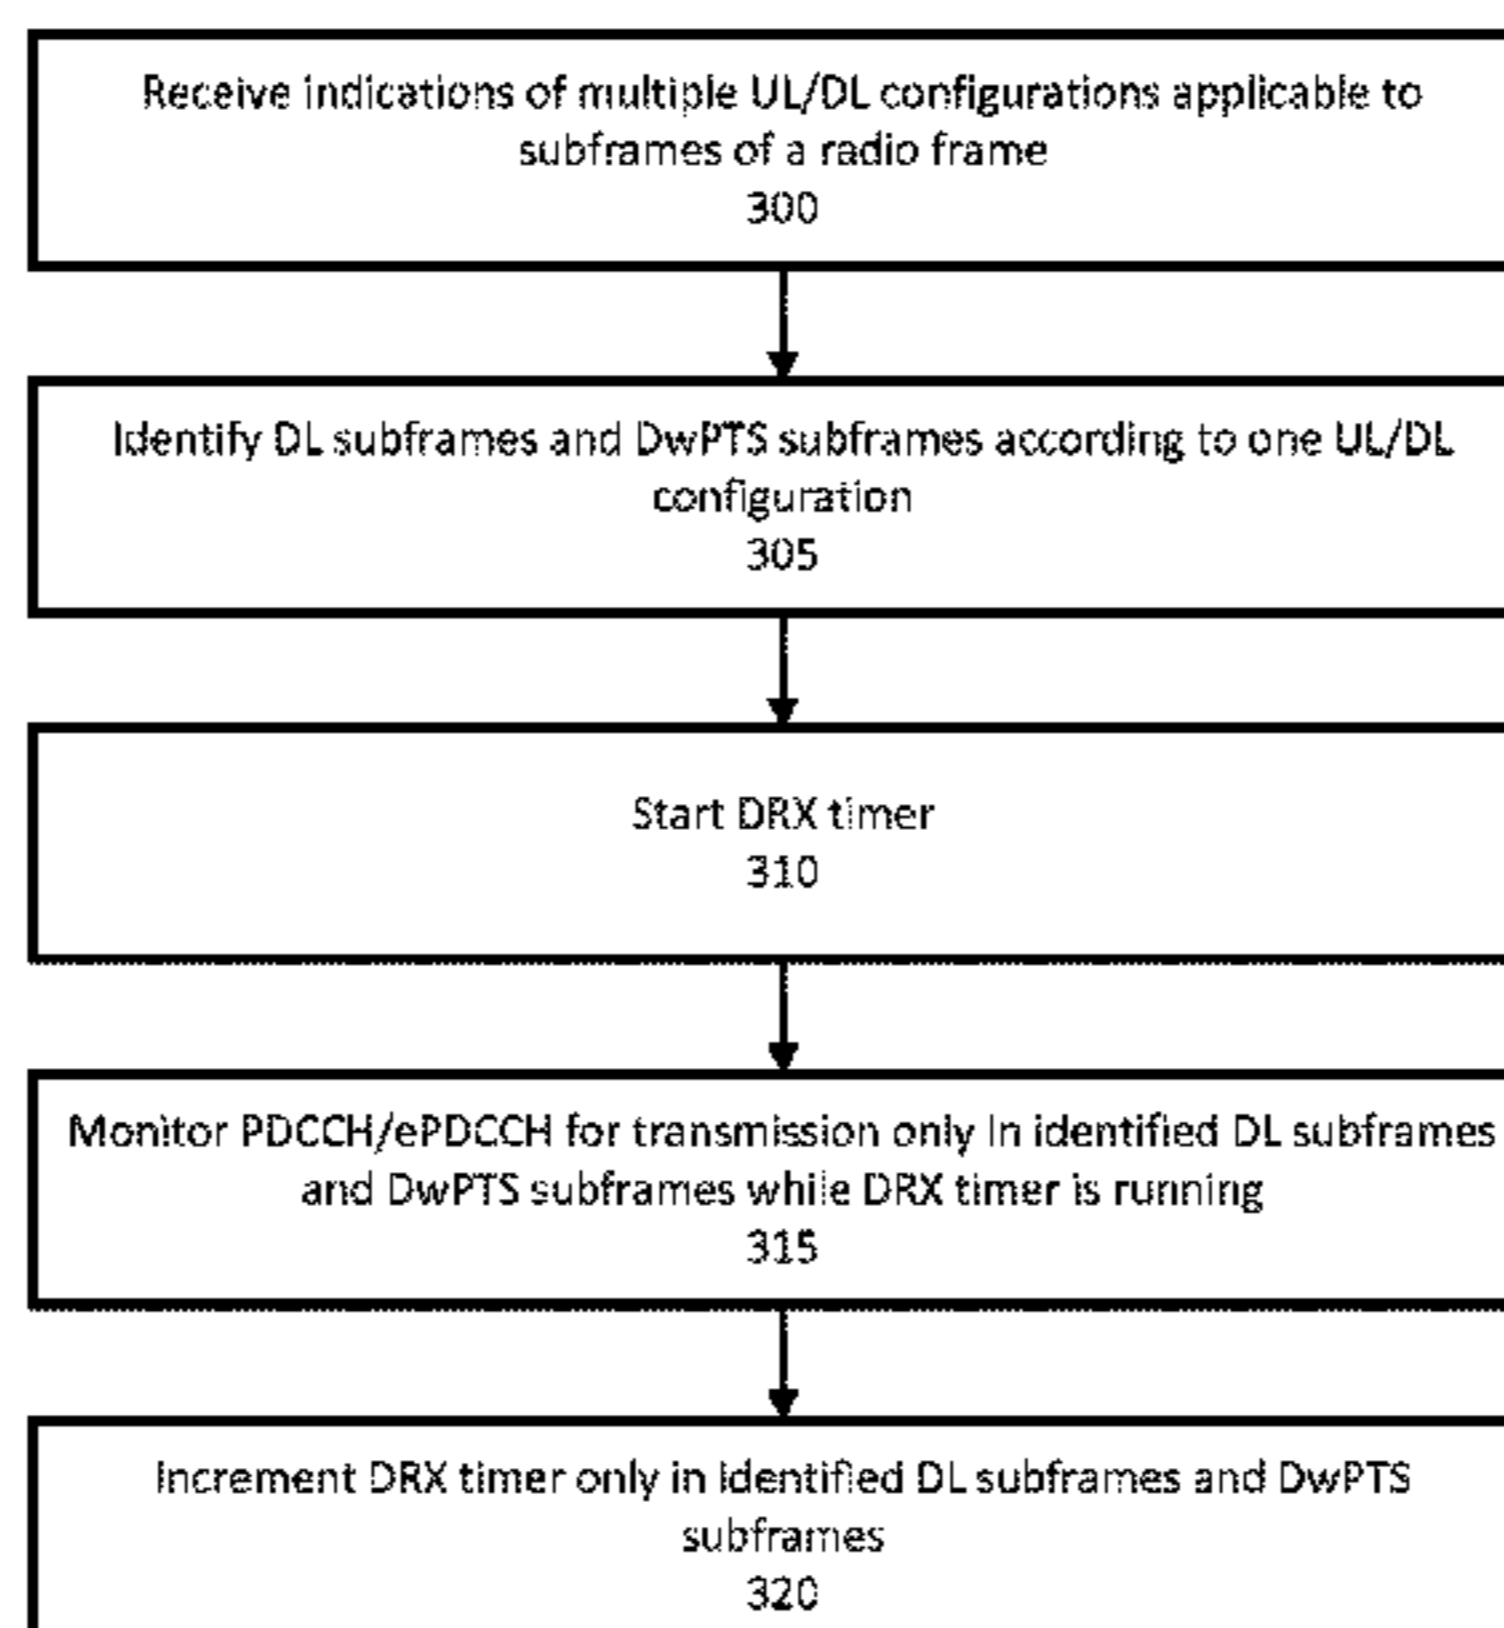 Receive indications of multiple UL/DL configurations applicable to
subframes of a radio frame
300
Identify DL subframes and DwPTS subframes according to one UL/DL
configuration
305
Start DRX timer
310
Monitor PDCCH/ePDCCH for transmission only in identified DL subframes
and DwPTS subframes while DRX timer is running
315
Increment DRX timer only in identified DL subframes and DwPTS
subframes
320